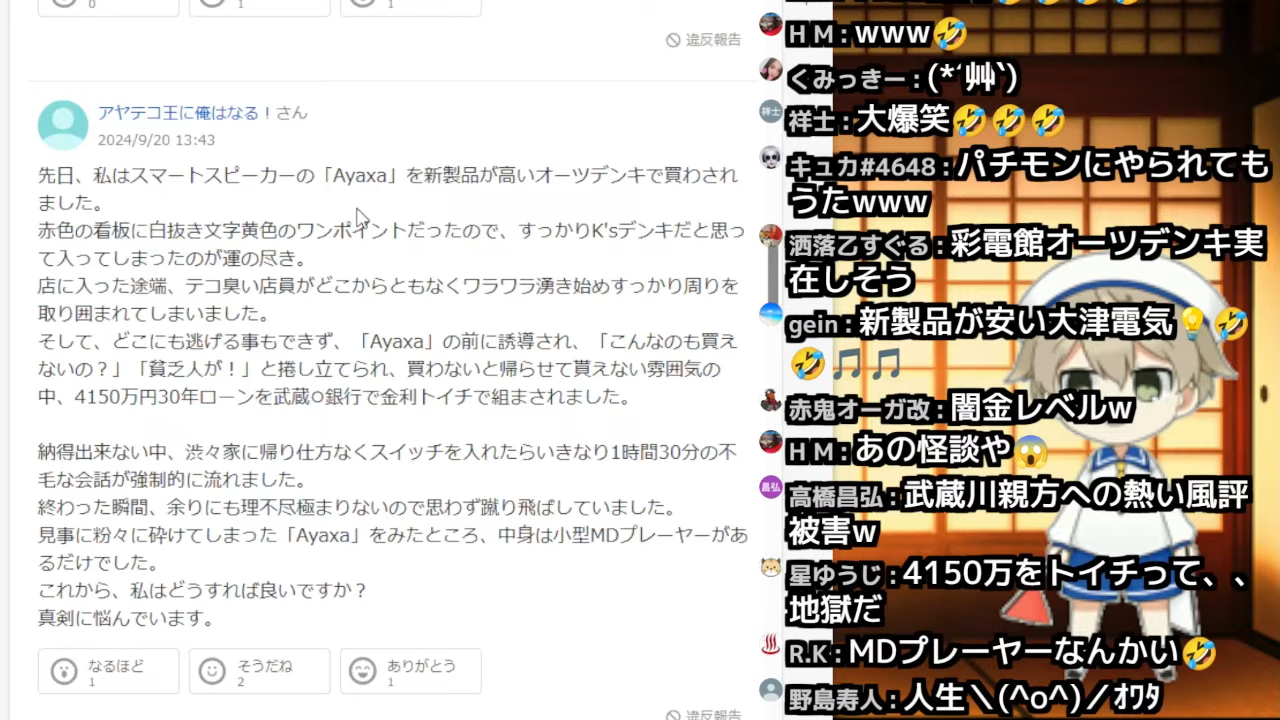 0
1
1
違反報告
アヤテコ王に俺はなる！さん
2024/9/20 13:43
先日、私はスマートスピーカーの「Ayaxa」を新製品が高いオーツデンキで買わされ
ました。
赤色の看板に白抜き文字黄色のワンポイントだったので、すっかりK'sデンキだと思っ
て入ってしまったのが運の尽き。
店に入った途端、テコ臭い店員がどこからともなくワラワラ湧き始めすっかり周りを
取り囲まれてしまいました。
そして、どこにも逃げる事もできず、「Ayaxa」の前に誘導され、「こんなのも買え
ないの？」「貧乏人が！」と捲し立てられ、買わないと帰らせて貰えない雰囲気の
中、4150万円30年ローンを武蔵○銀行で金利トイチで組まされました。
納得出来ない中、渋々家に帰り仕方なくスイッチを入れたらいきなり1時間30分の不
毛な会話が強制的に流れました。
終わった瞬間、余りにも理不尽極まりないので思わず蹴り飛ばしていました。
見事に粉々に砕けてしまった「Ayaxa」をみたところ、中身は小型MDプレーヤーがあ
るだけでした。
これから、私はどうすれば良いですか？
真剣に悩んでいます。
なるほど
1
そうだね
2
ありがとう
1
違反報告
H M : www🤣
くみっきー : (*ﾟ艸ﾟ)
祥士
祥士 : 大爆笑🤣🤣🤣
キュカ#4648 : パチモンにやられても
うたwww
洒落乙すぐる : 彩電館オーツデンキ実
在しそう
gein : 新製品が安い大津電気💡🤣
🤣🎵🎵
赤鬼オーガ改 : 闇金レベルw
H M : あの怪談や😱
昌弘
高橋昌弘 : 武蔵川親方への熱い風評
被害w
星ゆうじ : 4150万をトイチって、、
地獄だ
R.K : MDプレーヤーなんかい🤣
野島寿人 : 人生＼(^o^)／ｵﾜﾀ